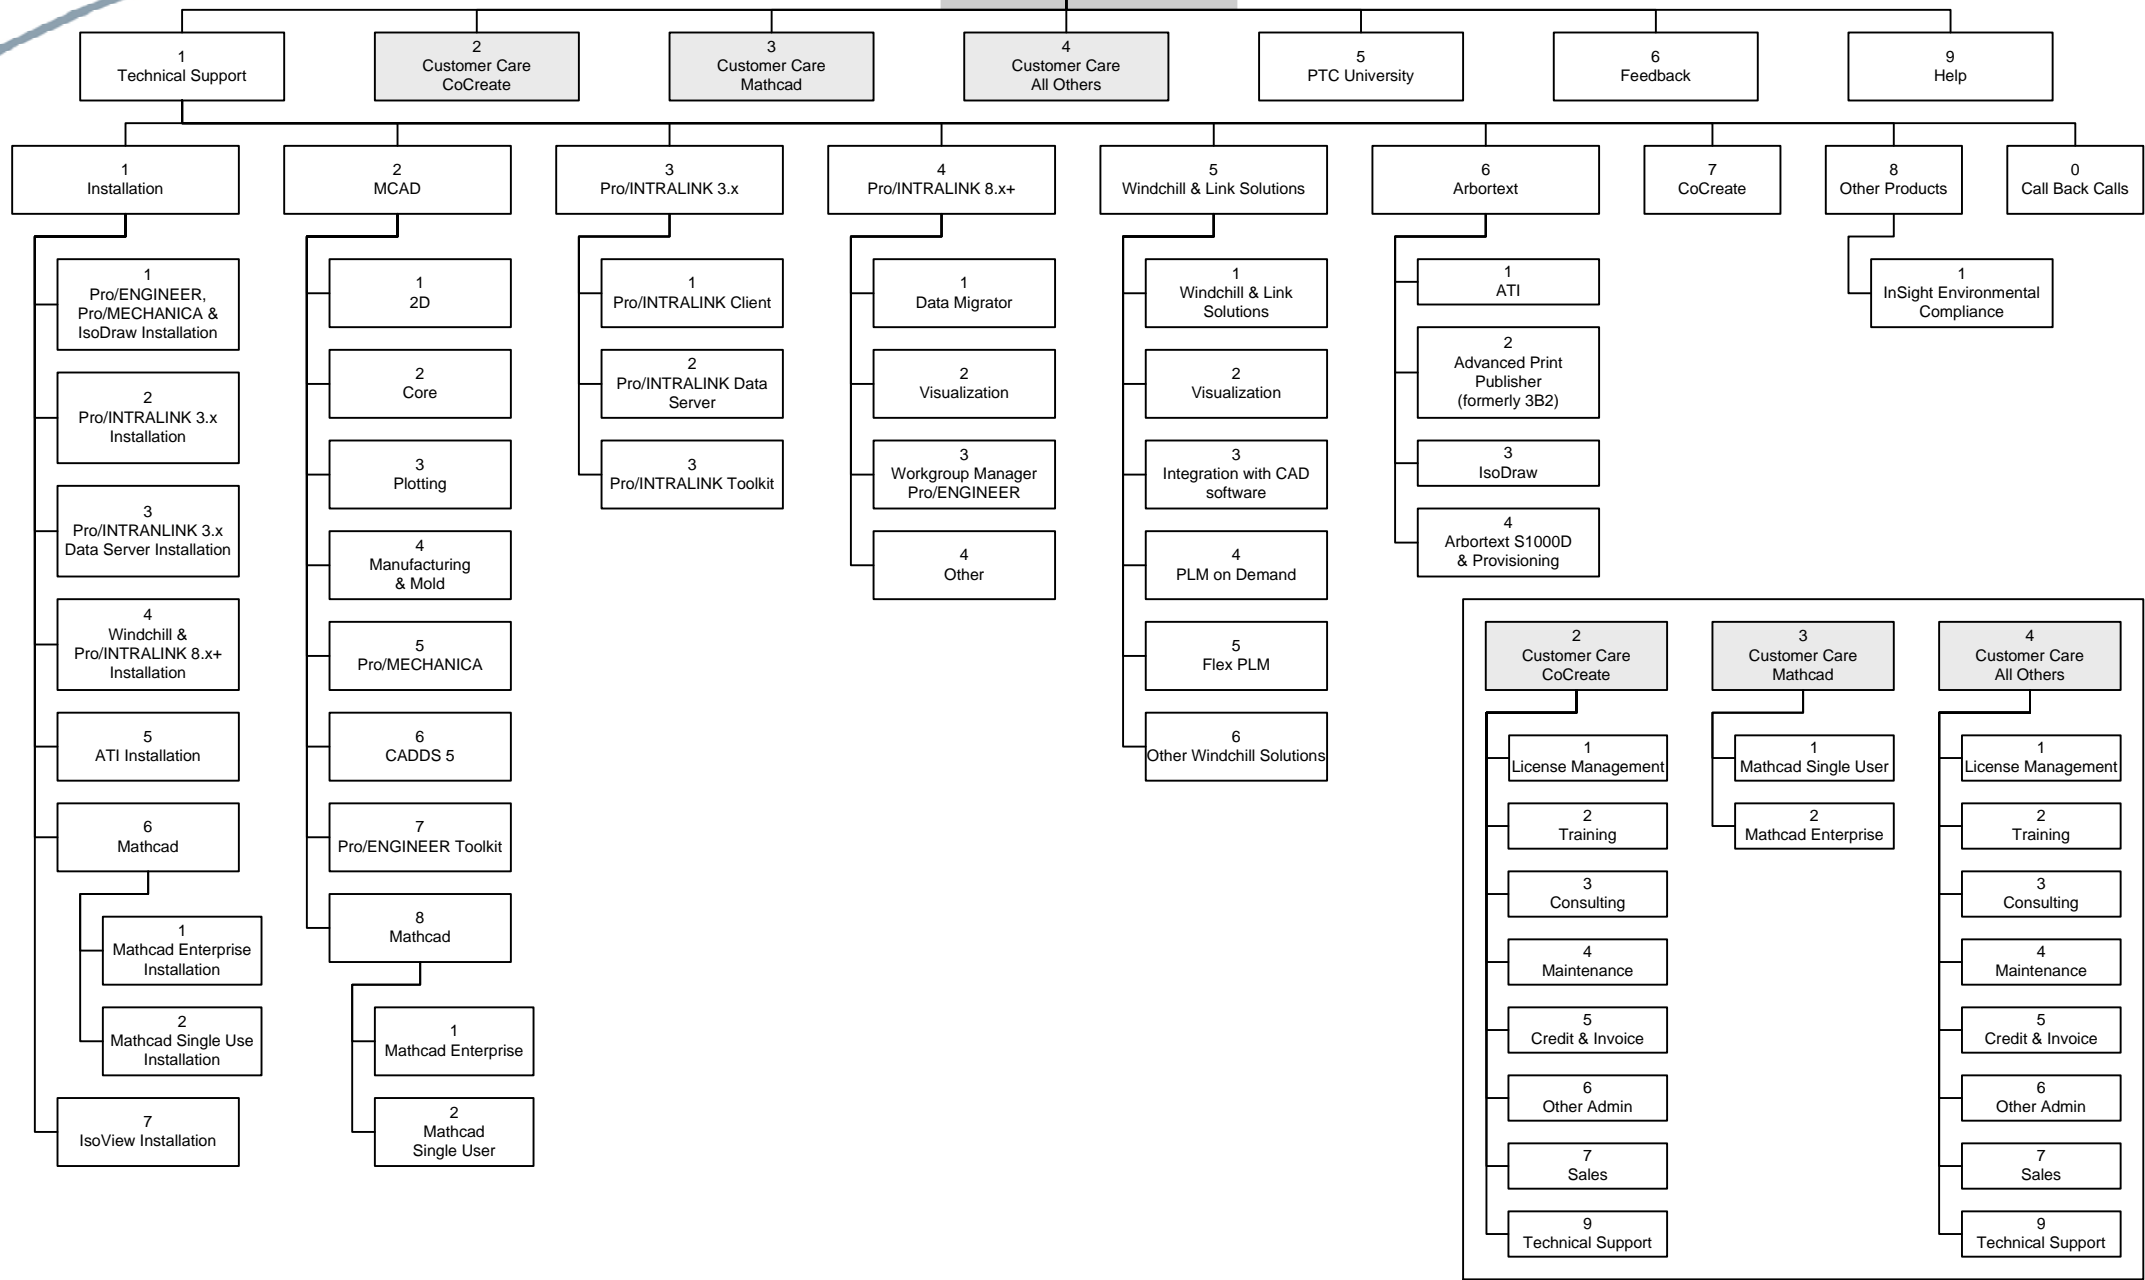 1
Technical Support
2
Customer Care
CoCreate
3
Customer Care
Mathcad
4
Customer Care
All Others
5
PTC University
6
Feedback
9
Help
1
Installation
2
MCAD
3
Pro/INTRALINK 3.x
4
Pro/INTRALINK 8.x+
5
Windchill & Link Solutions
6
Arbortext
7
CoCreate
8
Other Products
0
Call Back Calls
1
Pro/ENGINEER,
Pro/MECHANICA &
IsoDraw Installation
2
Pro/INTRALINK 3.x
Installation
3
Pro/INTRANLINK 3.x
Data Server Installation
4
Windchill &
Pro/INTRALINK 8.x+
Installation
5
ATI Installation
6
Mathcad
1
Mathcad Enterprise
Installation
2
Mathcad Single Use
Installation
7
IsoView Installation
1
2D
2
Core
3
Plotting
4
Manufacturing
& Mold
5
Pro/MECHANICA
6
CADDS 5
7
Pro/ENGINEER Toolkit
8
Mathcad
1
Mathcad Enterprise
2
Mathcad
Single User
1
Pro/INTRALINK Client
2
Pro/INTRALINK Data
Server
3
Pro/INTRALINK Toolkit
1
Data Migrator
2
Visualization
3
Workgroup Manager
Pro/ENGINEER
4
Other
1
Windchill & Link
Solutions
2
Visualization
3
Integration with CAD
software
4
PLM on Demand
5
Flex PLM
6
Other Windchill Solutions
1
ATI
2
Advanced Print
Publisher
(formerly 3B2)
3
IsoDraw
4
Arbortext S1000D
& Provisioning
1
InSight Environmental
Compliance
2
Customer Care
CoCreate
1
License Management
2
Training
3
Consulting
4
Maintenance
5
Credit & Invoice
6
Other Admin
7
Sales
9
Technical Support
3
Customer Care
Mathcad
1
Mathcad Single User
2
Mathcad Enterprise
4
Customer Care
All Others
1
License Management
2
Training
3
Consulting
4
Maintenance
5
Credit & Invoice
6
Other Admin
7
Sales
9
Technical Support